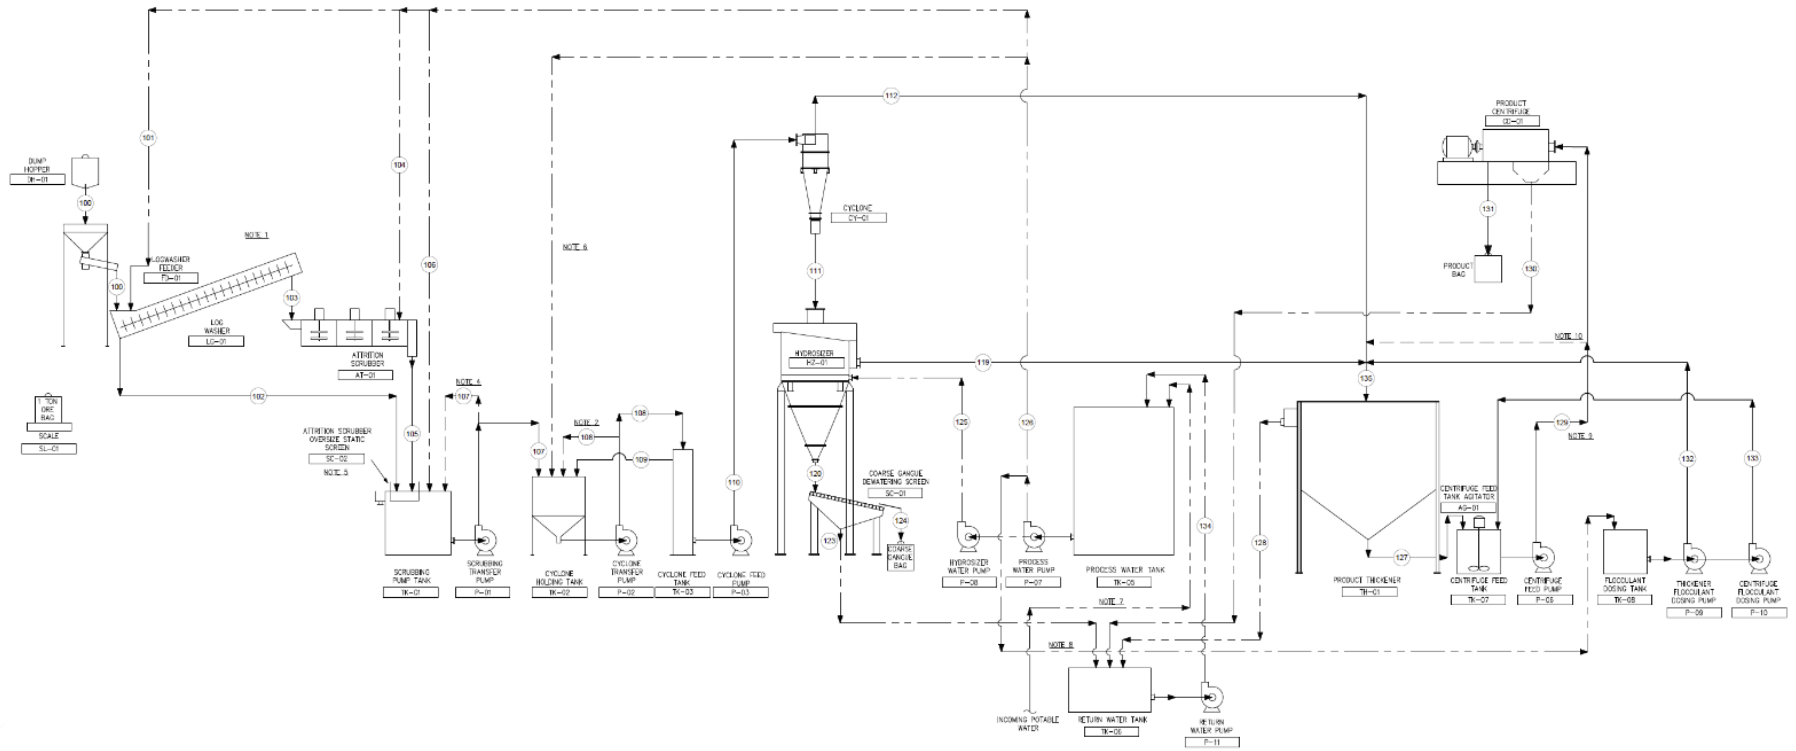 112
101
104
106
DUMP
HOPPER
DH-01
100
NOTE 1
LOGWASHER
FEEDER
FD-01
100
103
LOG
WASHER
LG-01
ATTRITION
SCRUBBER
AT-01
102
105
1 TON
ORE
BAG
SCALE
SL-01
ATTRITION SCRUBBER
OVERSIZE STATIC
SCREEN
SC-02
NOTE 5
NOTE 4
107
107
SCRUBBING
PUMP TANK
TK-01
SCRUBBING
TRANSFER
PUMP
P-01
NOTE 6
NOTE 2
108
108
109
110
CYCLONE
HOLDING TANK
TK-02
CYCLONE
TRANSFER
PUMP
P-02
CYCLONE FEED
TANK
TK-03
CYCLONE FEED
PUMP
P-03
CYCLONE
CY-01
111
HYDROSIZER
HZ-01
119
120
COARSE GANGUE
DEWATERING SCREEN
SC-01
123
124
COARSE
GANGUE
BAG
125
126
HYDROSIZER
WATER PUMP
P-08
PROCESS
WATER PUMP
P-07
PROCESS WATER TANK
TK-05
134
NOTE 7
NOTE 8
INCOMING POTABLE
WATER
RETURN WATER TANK
TK-06
RETURN
WATER PUMP
P-11
128
PRODUCT
CENTRIFUGE
131
PRODUCT
BAG
130
NOTE 10
135
129
NOTE 9
132
133
PRODUCT THICKENER
TH-01
127
CENTRIFUGE FEED
TANK AGITATOR
AG-01
CENTRIFUGE FEED
TANK
TK-07
CENTRIFUGE
FEED PUMP
FLOCCULANT
DOSING TANK
TK-08
THICKENER
FLOCCULANT
DOSING PUMP
P-09
CENTRIFUGE
FLOCCULANT
DOSING PUMP
P-10